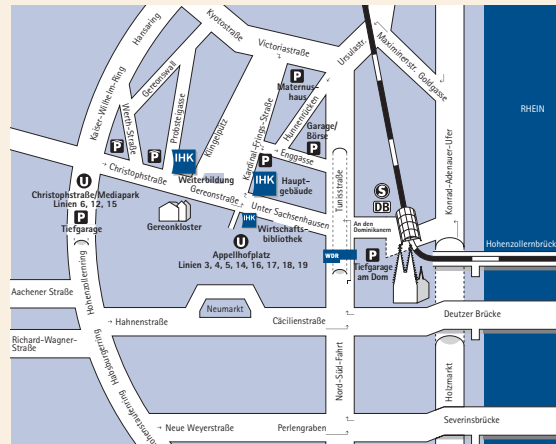 Hansaring
Kyotostraße
Victoriastraße
Ursulastr.
Maximinenstr.
Goldgasse
Kaiser-Wilhelm-Ring
Gereonswall
P
Maternus-
haus
RHEIN
Werth-Straße
Probsteigasse
Klingelpütz
Kardinal-Frings-Straße
Hunnenrücken
Garage/
Börse
P
P
P
IHK
Weiterbildung
P
Enggasse
Konrad-Adenauer-Ufer
Christophstraße
IHK
Haupt-
gebäude
Tunisstraße
U
Christophstraße/Mediapark
Linien 6, 12, 15
P
Tiefgarage
Gereonstraße
Unter Sachsenhausen
S
DB
An den
Dominikanern
Gereonkloster
IHK
Wirtschafts-
bibliothek
U
Appellhofplatz
Linien 3, 4, 5, 14, 16, 17, 18, 19
WDR
P
Tiefgarage
am Dom
Hohenzollernbrück
Hohenzollernring
Aachener Straße
Neumarkt
Hahnenstraße
Cäcilienstraße
Deutzer Brücke
Richard-Wagner-
Straße
Habsburgerring
Nord-Süd-Fahrt
Holzmarkt
Hohenstaufenring
Neue Weyerstraße
Perlengraben
Severinsbrücke